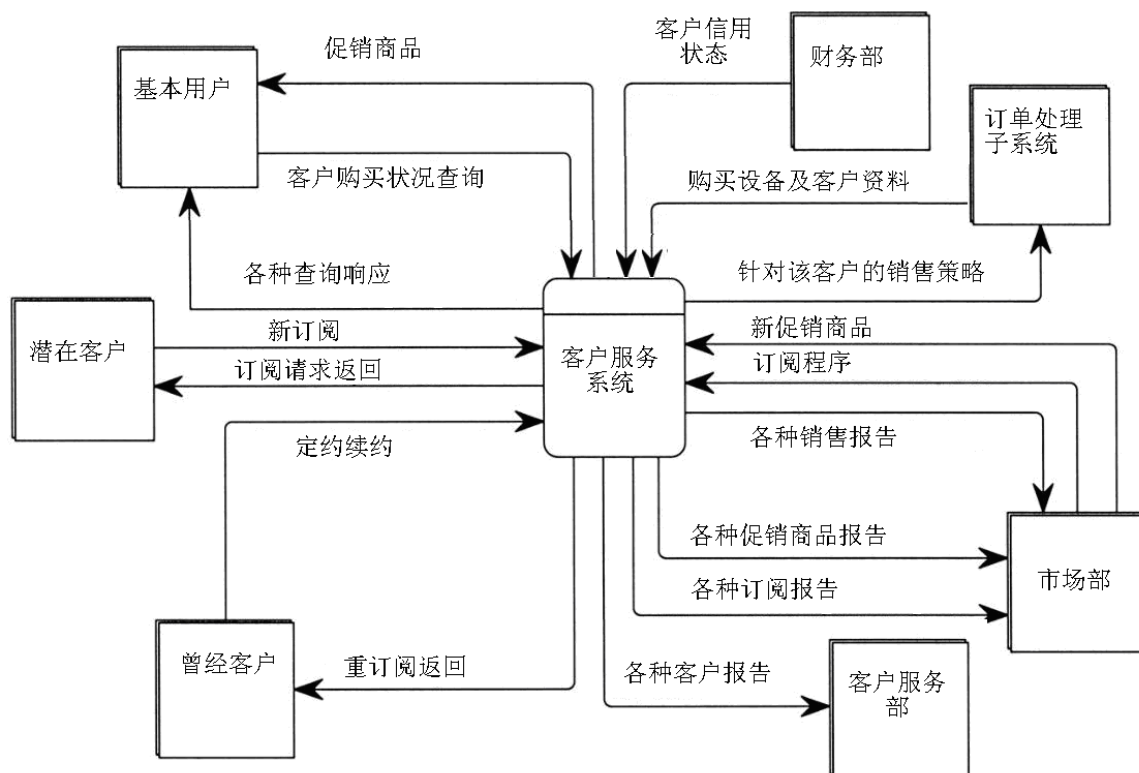 促销商品
客户信用
状态
财务部
基本用户
订单处理
子系统
客户购买状况查询
购买设备及客户资料
各种查询响应
针对该客户的销售策略
新订阅
新促销商品
潜在客户
客户服务
系统
订阅程序
订阅请求返回
定约续约
各种销售报告
各种促销商品报告
市场部
各种订阅报告
曾经客户
重订阅返回
各种客户报告
客户服务
部